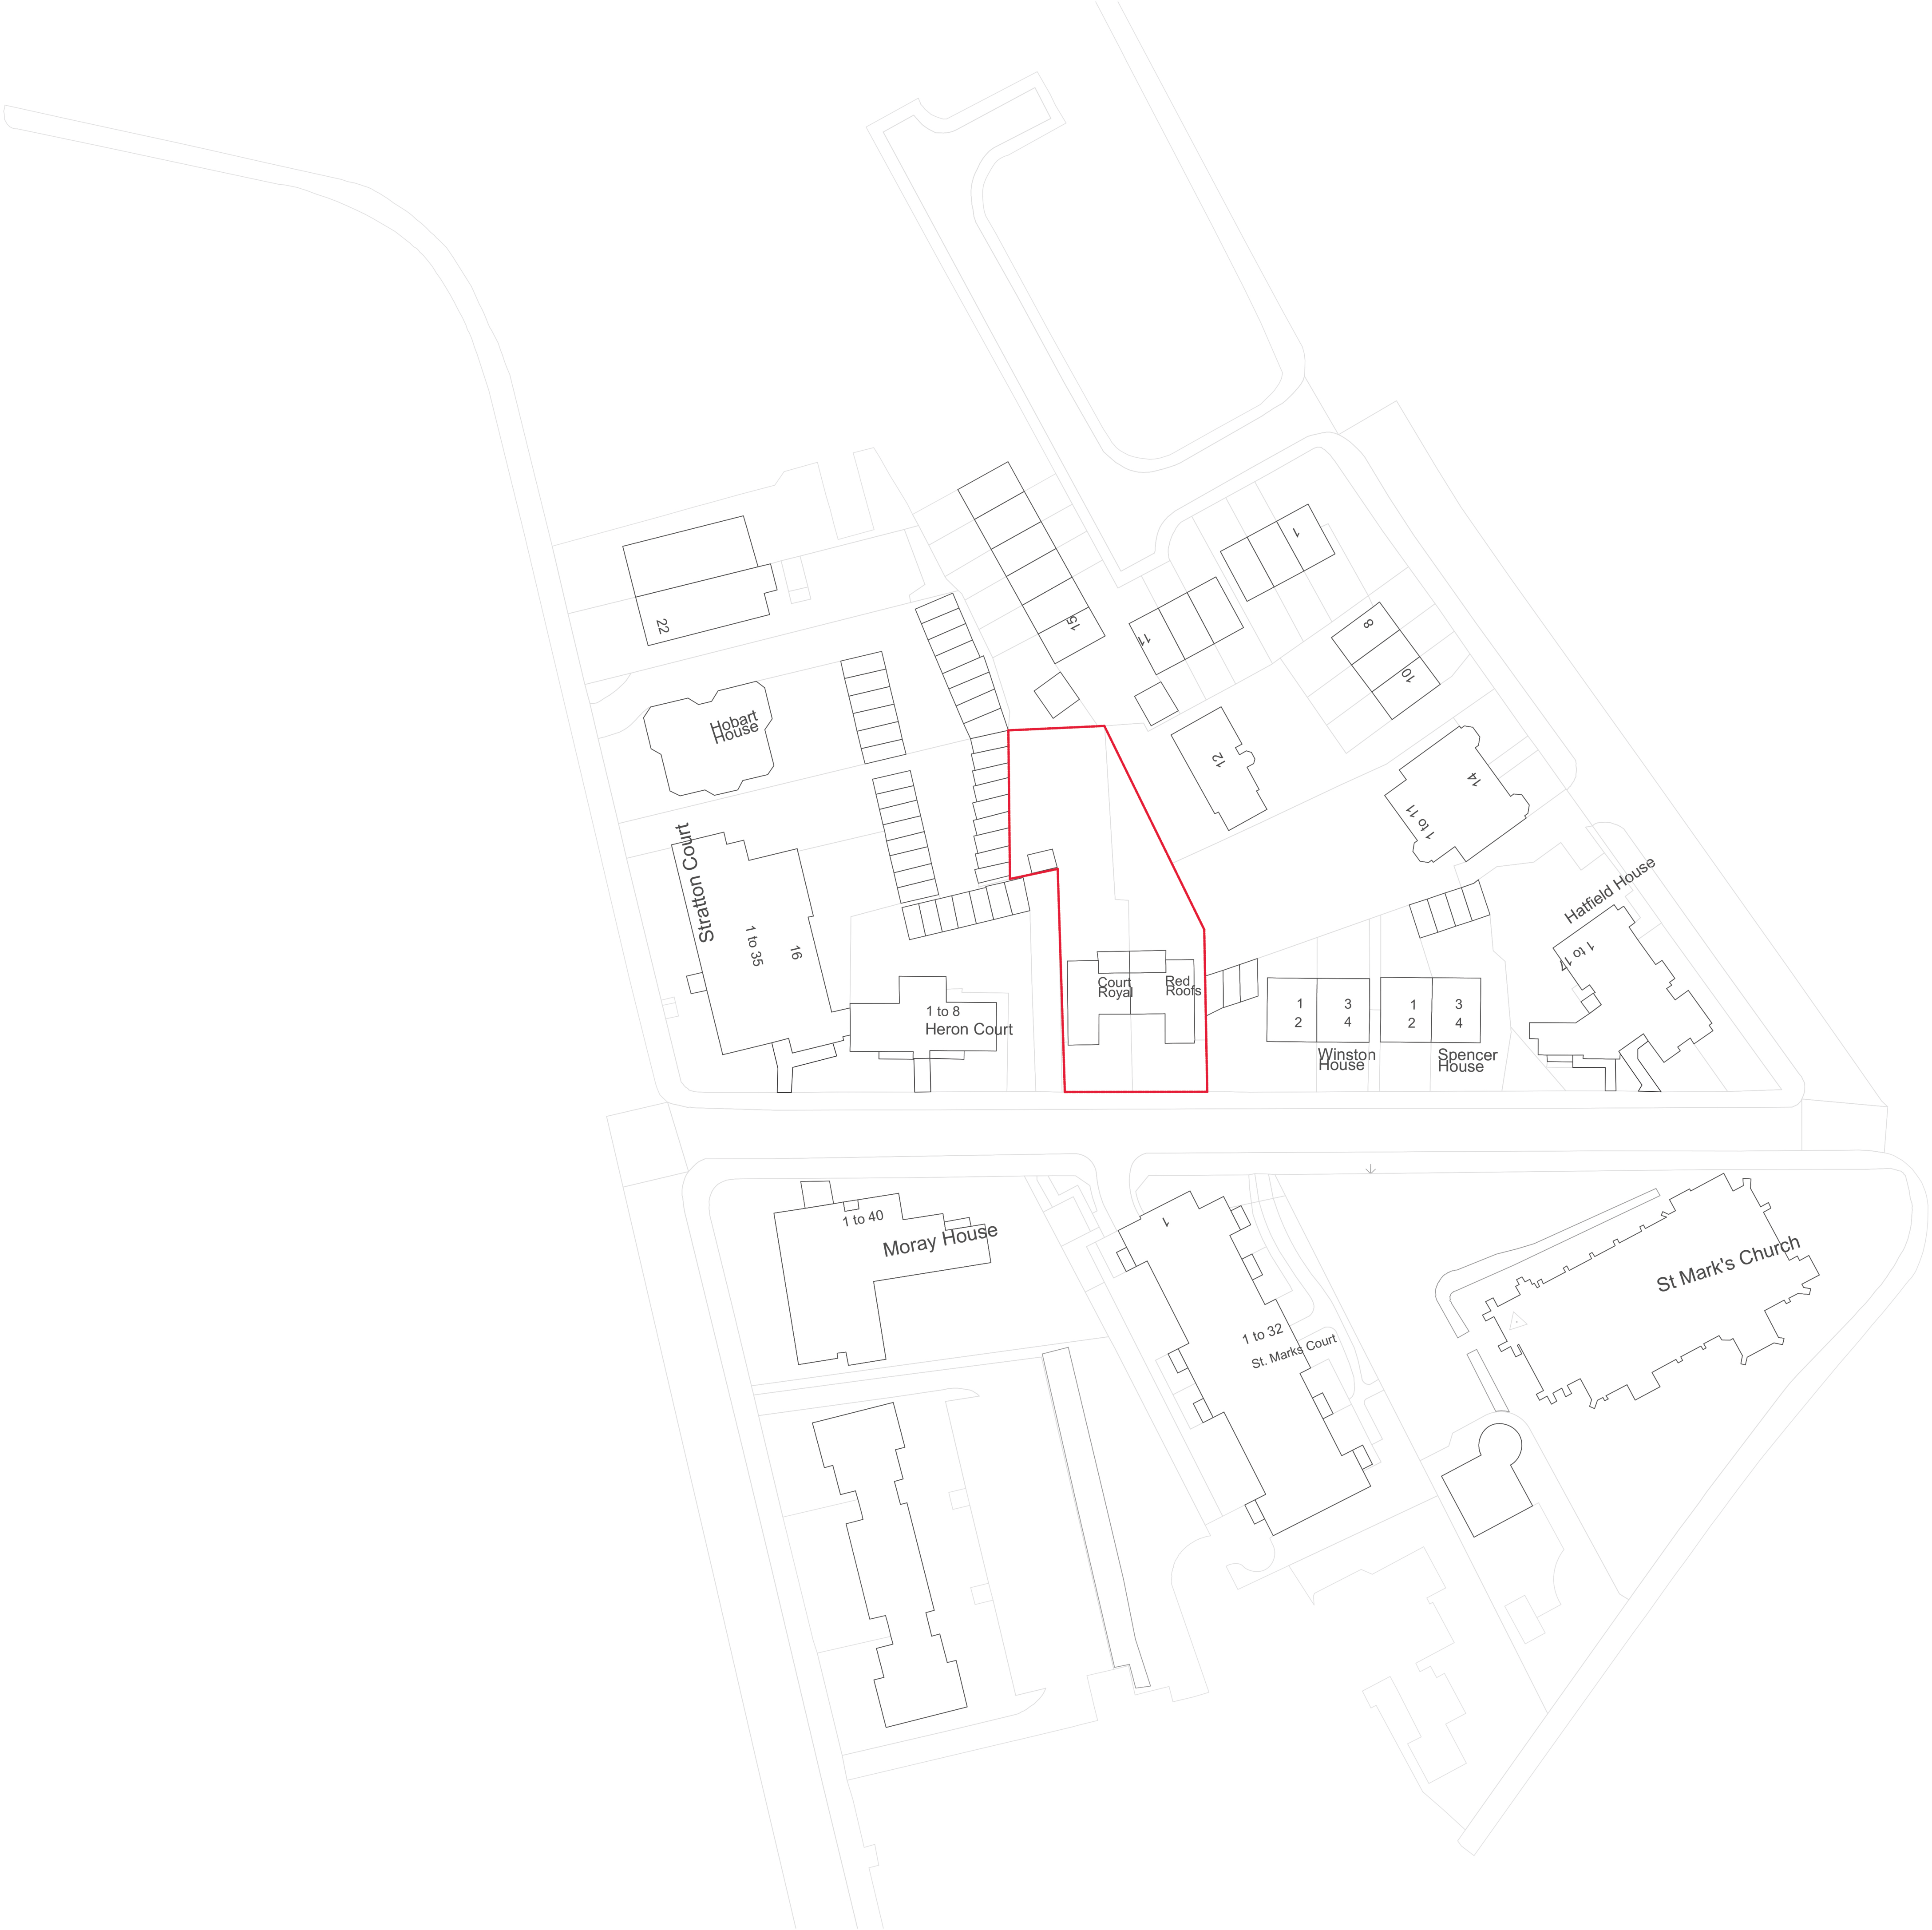 1
15
8
11
22
10
Hobart
House
12
14
1 to 11
Stratton Court
Hatfield House
1 to 35
16
1 to 17
Court
Royal
Red
Roofs
1 to 8
Heron Court
1
3
2
4
1
3
2
4
Winston
House
Spencer
House
1 to 40
Moray House
1
St Mark's Church
1 to 32
St. Marks Court